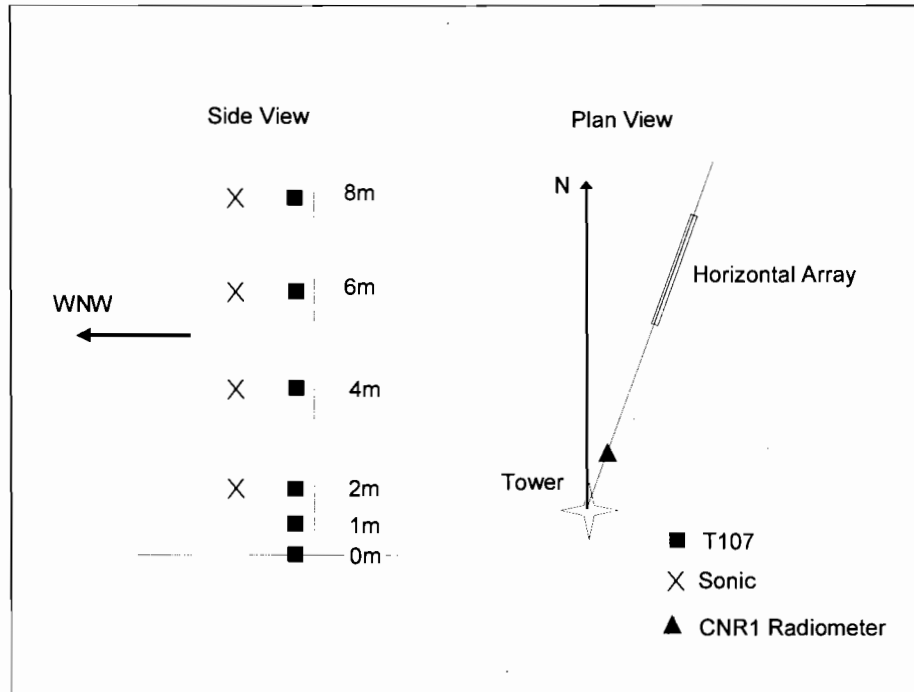 Side View
8m
6m
WNW
4m
2m
1m
0m
Plan View
N
Horizontal Array
Tower
T107
Sonic
CNR1 Radiometer